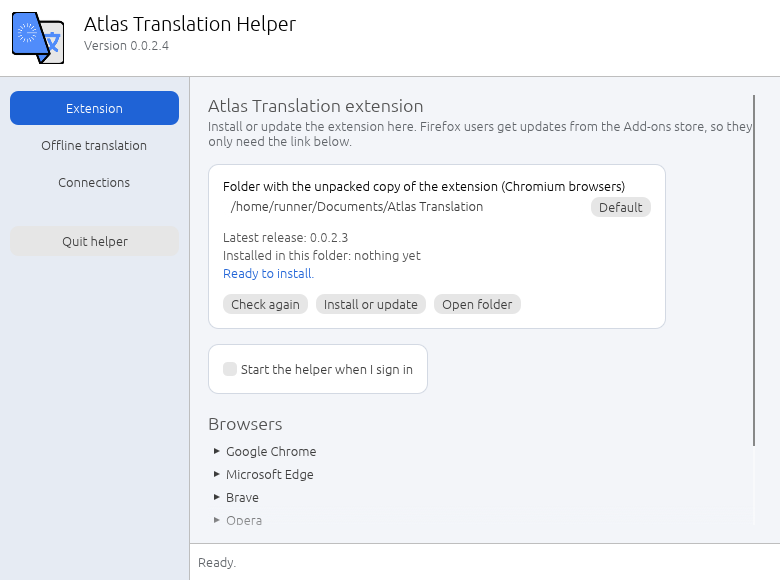 Atlas Translation Helper
Version 0.0.2.4
Extension
Offline translation
Connections
Quit helper
Atlas Translation extension
Install or update the extension here. Firefox users get updates from the Add-ons store, so they
only need the link below.
Folder with the unpacked copy of the extension (Chromium browsers)
/home/runner/Documents/Atlas Translation
Default
Latest release: 0.0.2.3
Installed in this folder: nothing yet
Ready to install.
Check again
Install or update
Open folder
Start the helper when I sign in
Browsers
Google Chrome
Microsoft Edge
Brave
Opera
Ready.